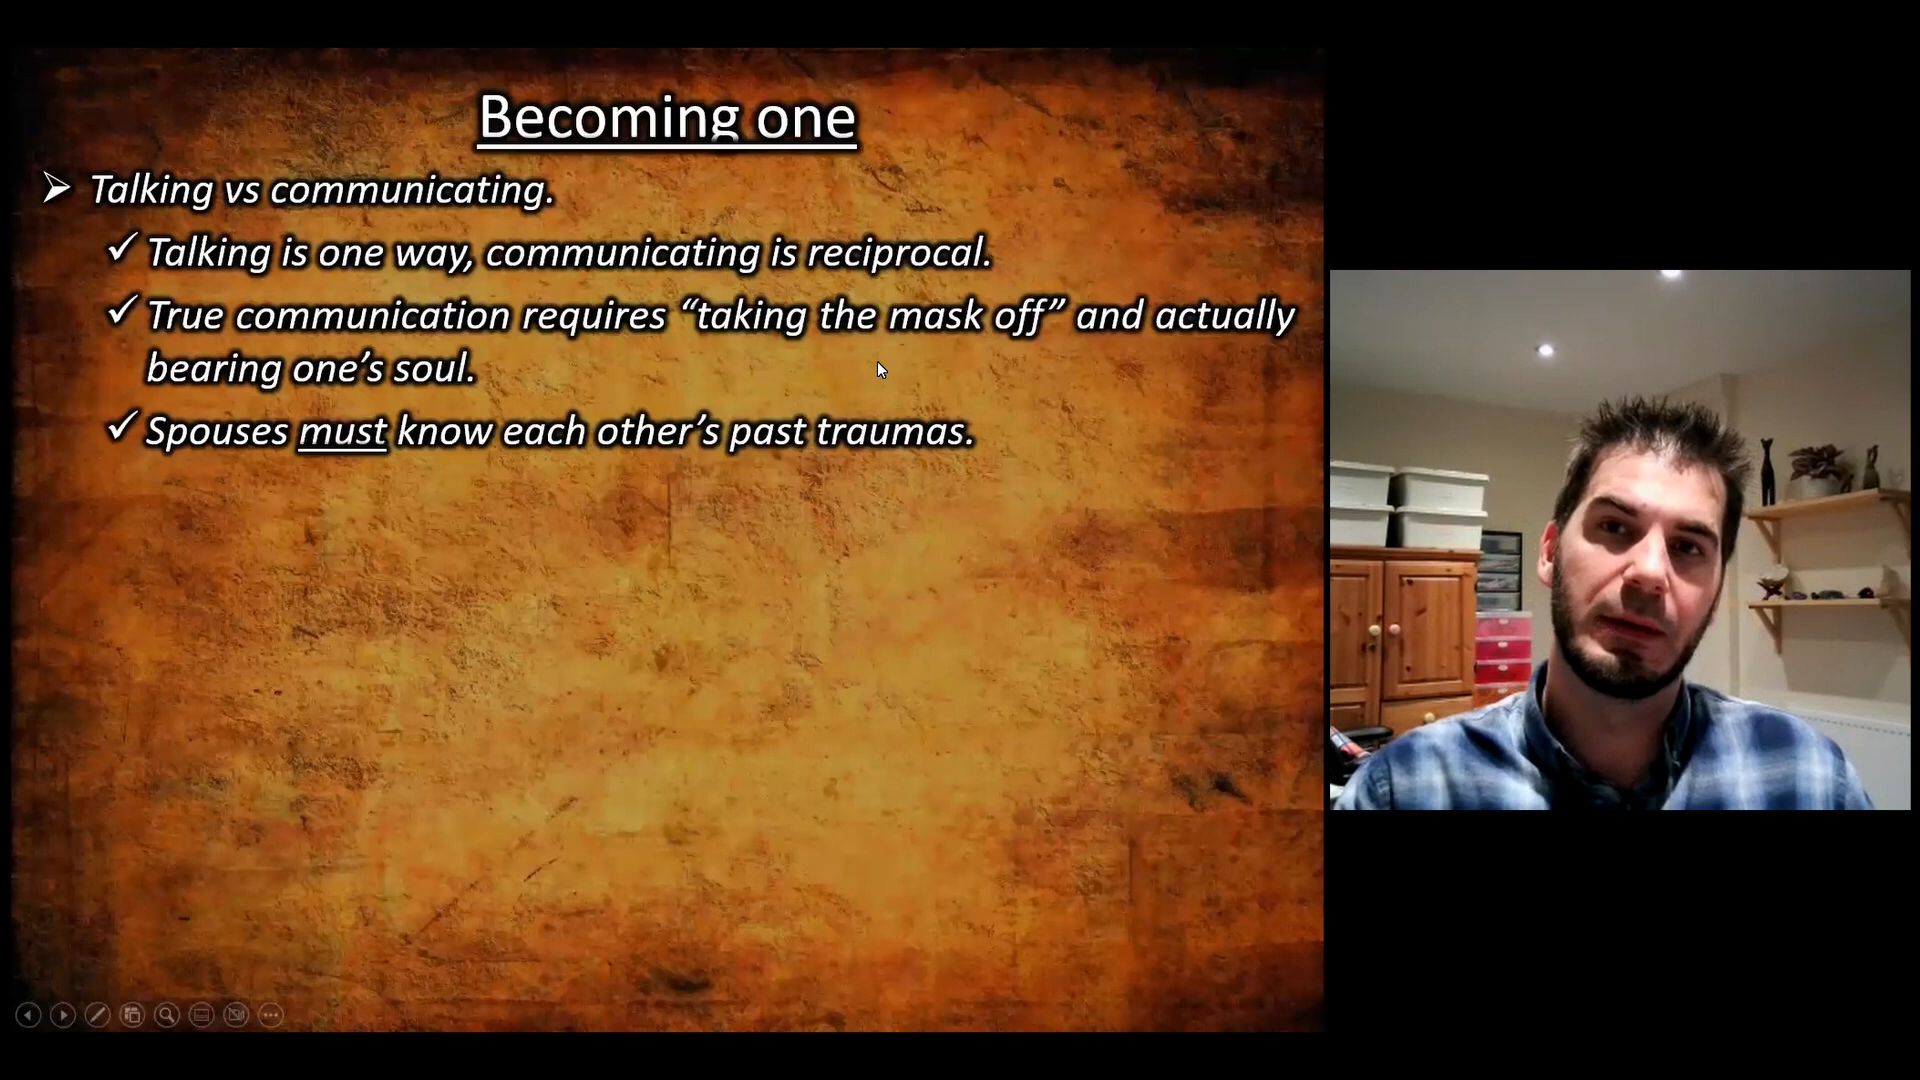 Becoming one
Talking vs communicating.
Talking is one way, communicating is reciprocal.
True communication requires “taking the mask off” and actually
bearing one’s soul.
Spouses must know each other’s past traumas.